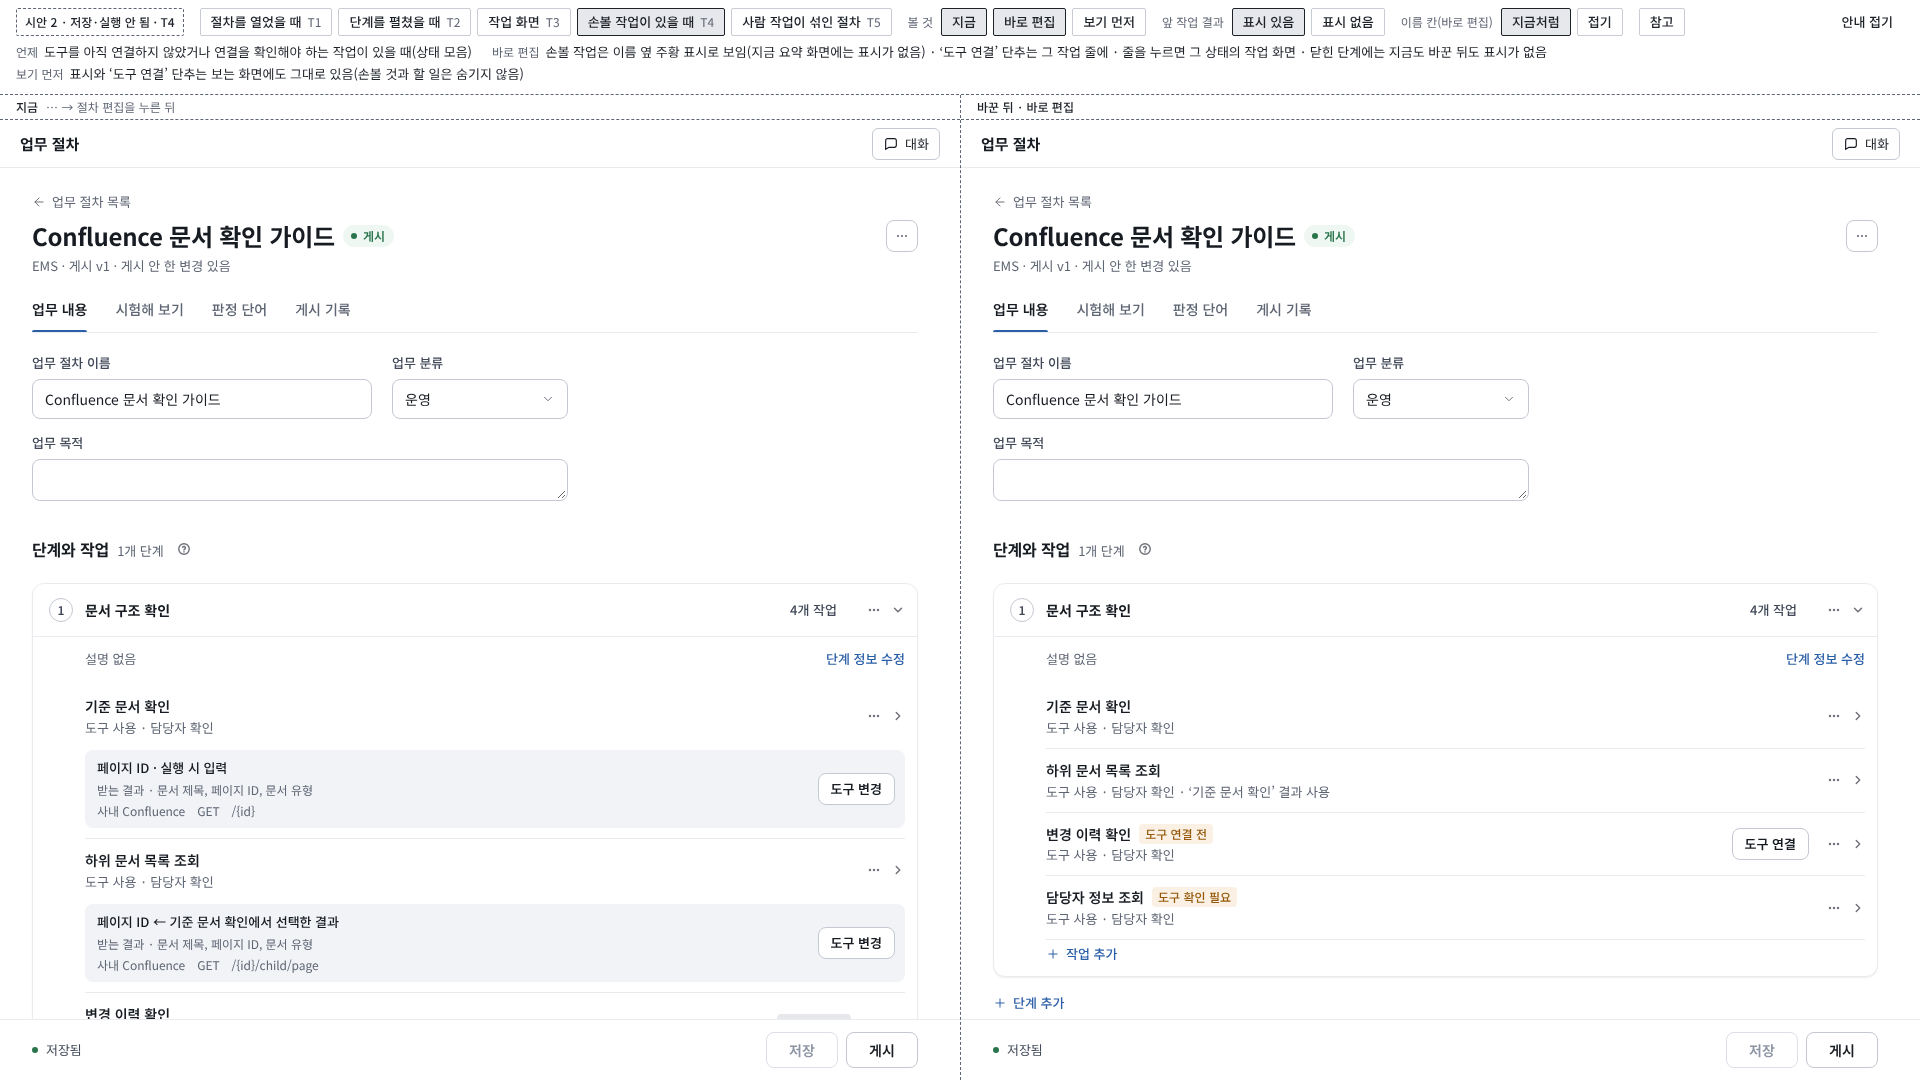 시안 2 · 저장·실행 안 됨 · T4
절차를 열었을 때 T1
단계를 펼쳤을 때 T2
작업 화면 T3
손볼 작업이 있을 때 T4
사람 작업이 섞인 절차 T5
볼 것
지금
바로 편집
보기 먼저
앞 작업 결과
표시 있음
표시 없음
이름 칸(바로 편집)
지금처럼
접기
참고
안내 접기
언제 도구를 아직 연결하지 않았거나 연결을 확인해야 하는 작업이 있을 때(상태 모음)
바로 편집 손볼 작업은 이름 옆 주황 표시로 보임(지금 요약 화면에는 표시가 없음) · ‘도구 연결’ 단추는 그 작업 줄에 · 줄을 누르면 그 상태의 작업 화면 · 닫힌 단계에는 지금도 바꾼 뒤도 표시가 없음
보기 먼저 표시와 ‘도구 연결’ 단추는 보는 화면에도 그대로 있음(손볼 것과 할 일은 숨기지 않음)
지금 ··· → 절차 편집을 누른 뒤
업무 절차
대화
← 업무 절차 목록
Confluence 문서 확인 가이드
게시
···
EMS · 게시 v1 · 게시 안 한 변경 있음
업무 내용
시험해 보기
판정 단어
게시 기록
업무 절차 이름
업무 분류
Confluence 문서 확인 가이드
운영
업무 목적
단계와 작업 1개 단계
1 문서 구조 확인
4개 작업
···
설명 없음
단계 정보 수정
기준 문서 확인
도구 사용 · 담당자 확인
···
페이지 ID · 실행 시 입력
받는 결과 · 문서 제목, 페이지 ID, 문서 유형
사내 Confluence GET /{id}
도구 변경
하위 문서 목록 조회
도구 사용 · 담당자 확인
···
페이지 ID ← 기준 문서 확인에서 선택한 결과
받는 결과 · 문서 제목, 페이지 ID, 문서 유형
사내 Confluence GET /{id}/child/page
도구 변경
변경 이력 확인
저장됨
저장
게시
바꾼 뒤 · 바로 편집
업무 절차
대화
← 업무 절차 목록
Confluence 문서 확인 가이드
게시
···
EMS · 게시 v1 · 게시 안 한 변경 있음
업무 내용
시험해 보기
판정 단어
게시 기록
업무 절차 이름
업무 분류
Confluence 문서 확인 가이드
운영
업무 목적
단계와 작업 1개 단계
1 문서 구조 확인
4개 작업
···
설명 없음
단계 정보 수정
기준 문서 확인
도구 사용 · 담당자 확인
···
하위 문서 목록 조회
도구 사용 · 담당자 확인 · ‘기준 문서 확인’ 결과 사용
···
변경 이력 확인 도구 연결 전
도구 사용 · 담당자 확인
도구 연결
···
담당자 정보 조회 도구 확인 필요
도구 사용 · 담당자 확인
···
+ 작업 추가
+ 단계 추가
저장됨
저장
게시